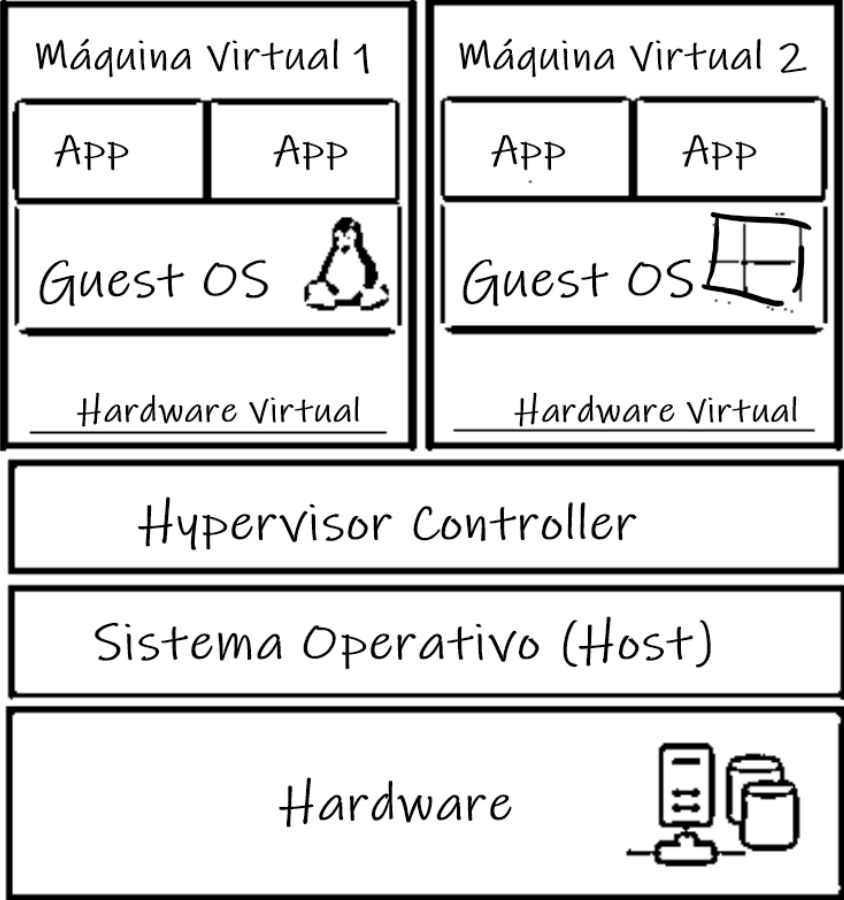 Máquina Virtual 1
App
App
Guest OS
Hardware Virtual
Máquina Virtual 2
App
App
Guest OS
Hardware Virtual
Hypervisor Controller
Sistema Operativo (Host)
Hardware